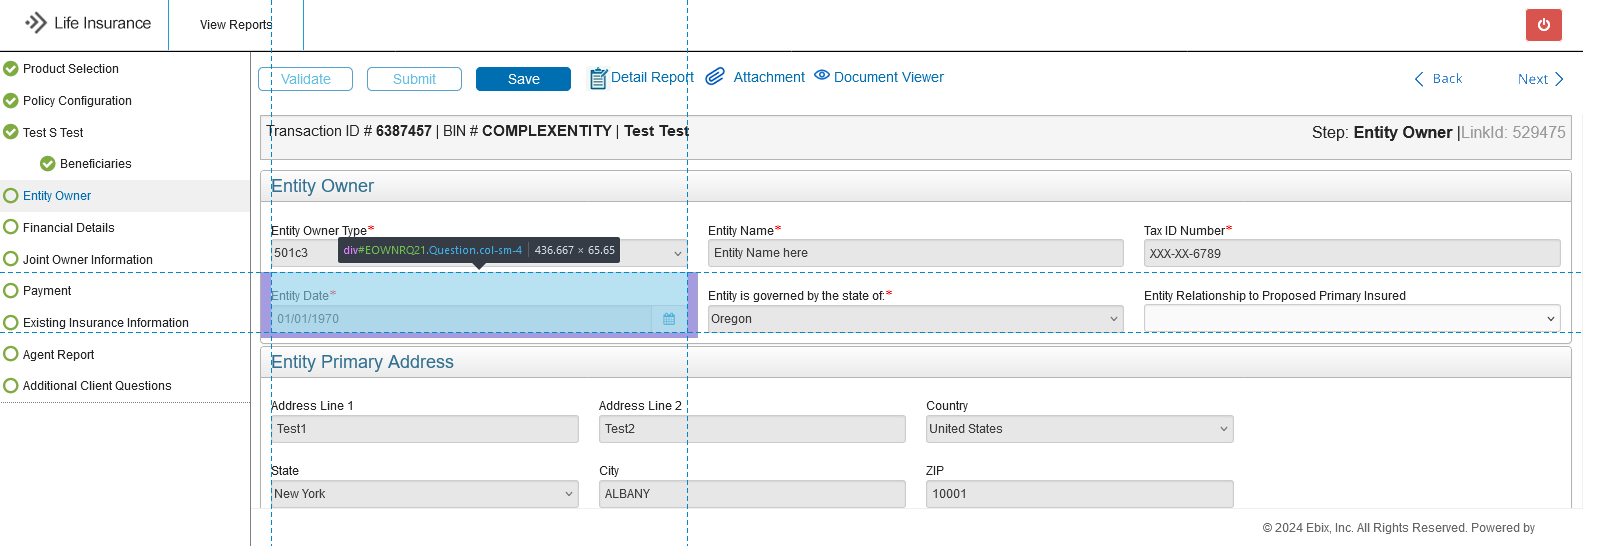 Life Insurance
View Reports
Product Selection
Policy Configuration
Test S Test
Beneficiaries
Entity Owner
Financial Details
Joint Owner Information
Payment
Existing Insurance Information
Agent Report
Additional Client Questions
Validate Submit Save Detail Report Attachment Document Viewer Back Next
Transaction ID # 6387457 | BIN # COMPLEXENTITY | Test Test Step: Entity Owner |LinkId: 529475
Entity Owner
Entity Owner Type* Entity Name* Tax ID Number*
div#EOWNRQ21.Question.col-sm-4 436.667 × 65.65
501c3 Entity Name here XXX-XX-6789
Entity Date* Entity is governed by the state of:* Entity Relationship to Proposed Primary Insured
01/01/1970 Oregon
Entity Primary Address
Address Line 1 Address Line 2 Country
Test1 Test2 United States
State City ZIP
New York ALBANY 10001
© 2024 Ebix, Inc. All Rights Reserved. Powered by